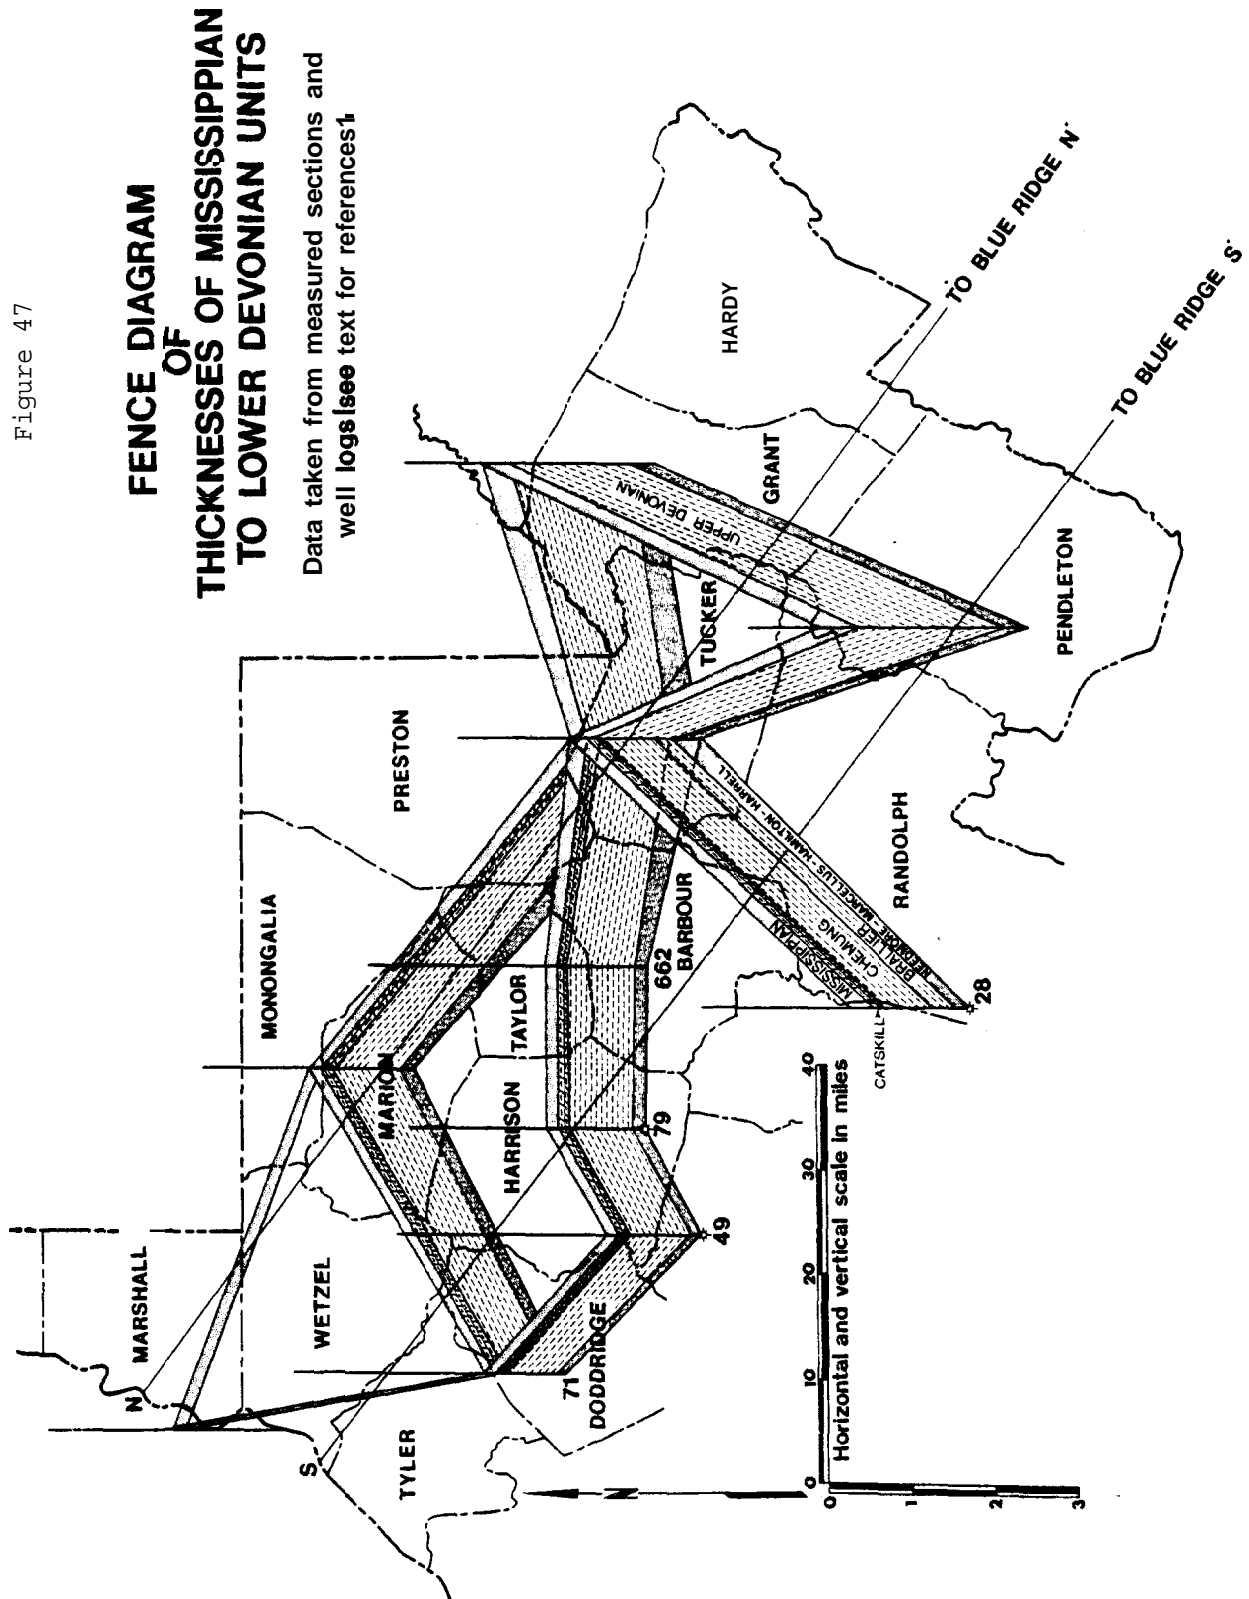 Figure 47
FENCE DIAGRAM
OF
THICKNESSES OF MISSISSIPPIAN
TO LOWER DEVONIAN UNITS
Data taken from measured sections and
well logs(see text for references1
MARSHALL
N
WETZEL
S
TYLER
MONONGALIA
MARION
PRESTON
HARRISON
TAYLOR
71
DODDRIDGE
49
79
662
BARBOUR
TUCKER
UPPER DEVONIAN
GRANT
HARDY
PENDLETON
RANDOLPH
MISSISSIPPIAN
CHEMUNG
BRALLIER
NEEDMORE - MARCELLUS - HAMILTON - HARRELL
CATSKILL
28
TO BLUE RIDGE N'
TO BLUE RIDGE S'
N
0 10 20 30 40
Horizontal and vertical scale in miles
0
1
2
3